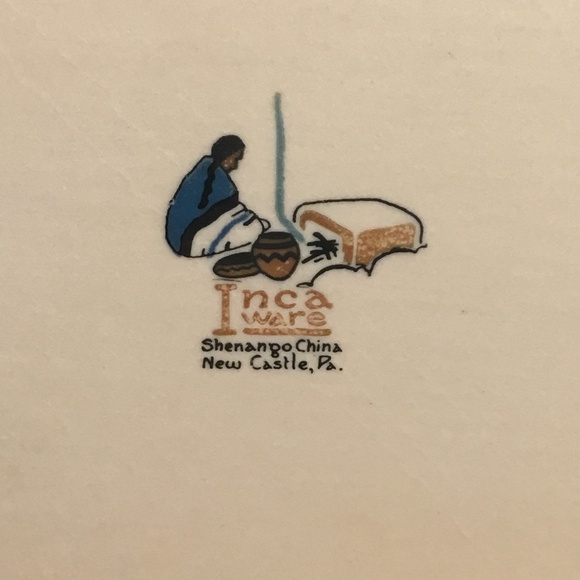 Inca
ware
Shenango China
New Castle, Pa.